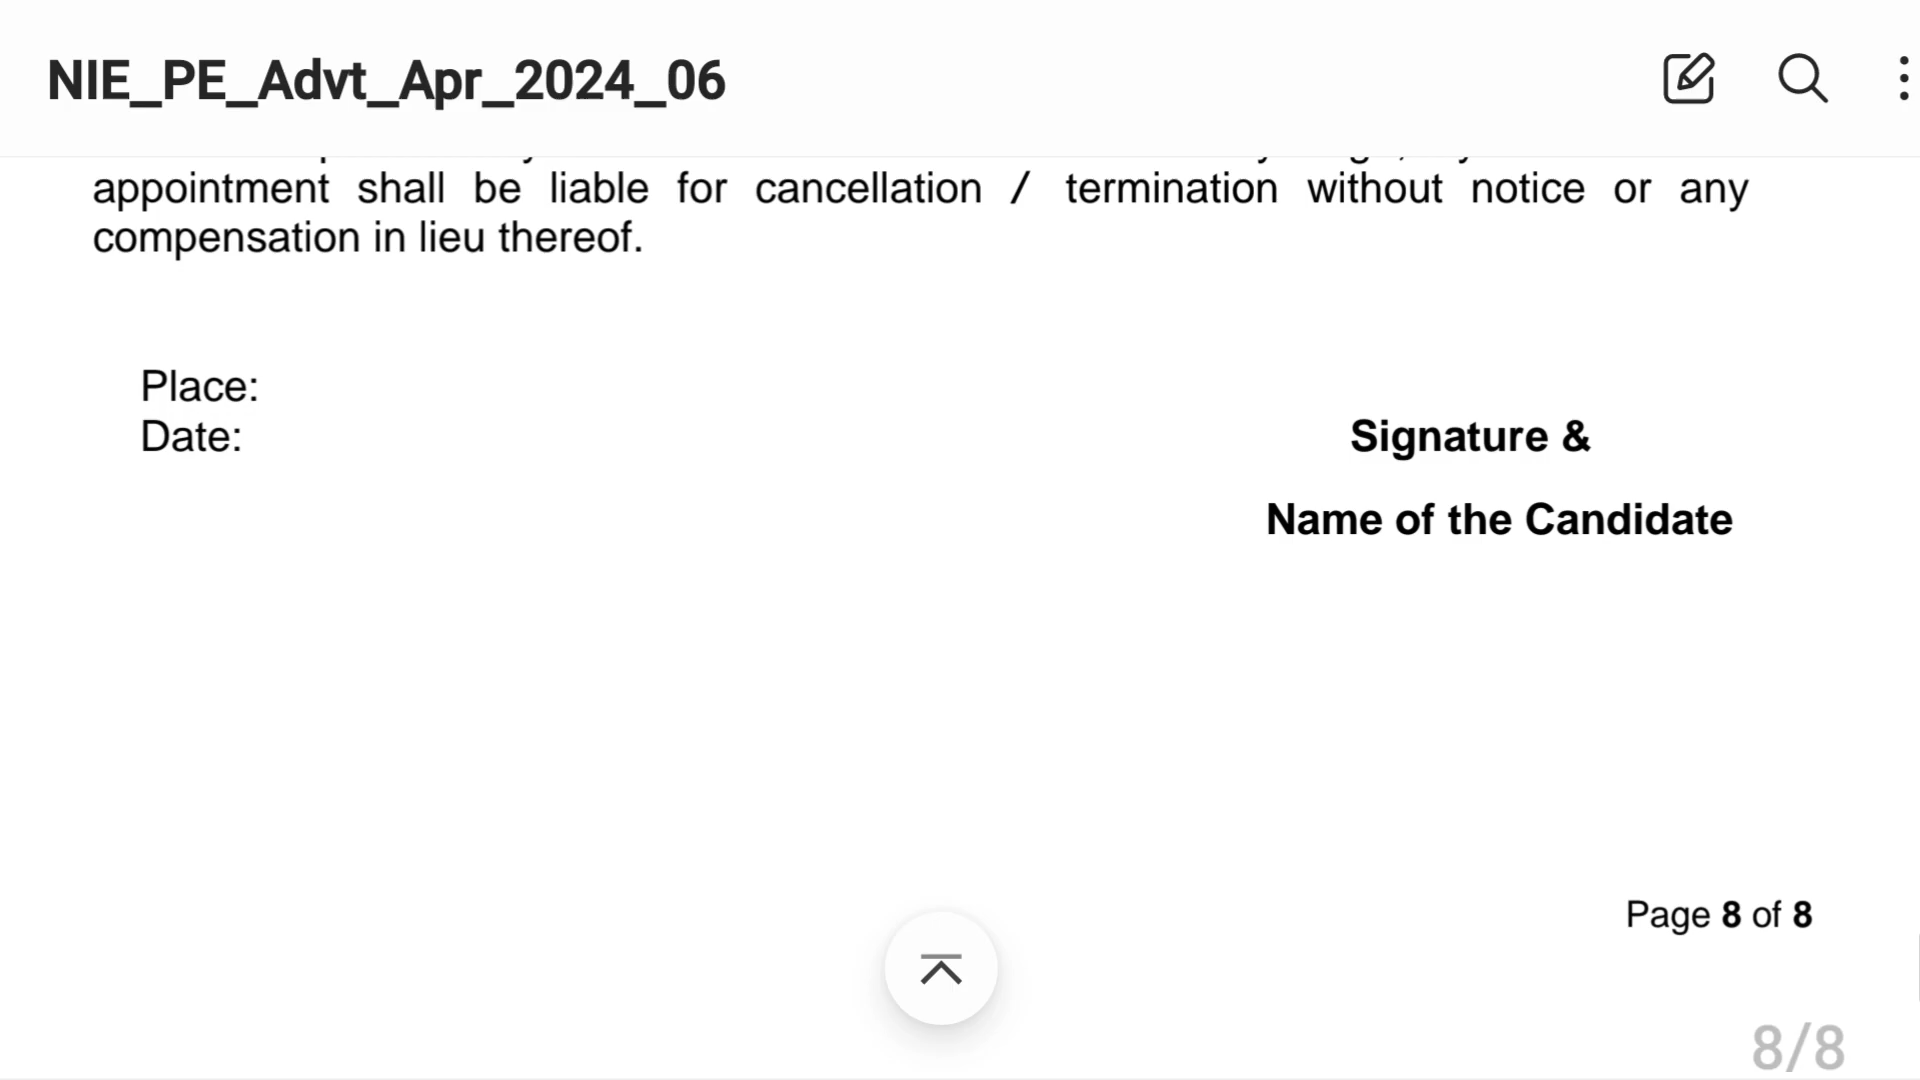 NIE_PE_Advt_Apr_2024_06
appointment shall be liable for cancellation / termination without notice or any
compensation in lieu thereof.
Place:
Date:
Signature &
Name of the Candidate
Page 8 of 8
8/8